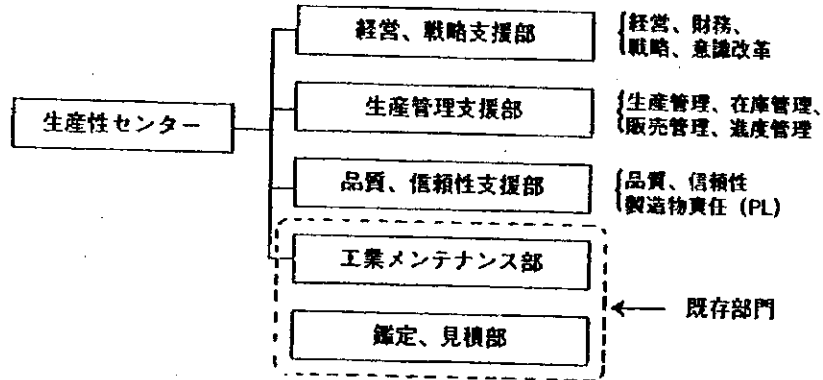 経営、戦略支援部
経営、財務、
戦略、意識改革
生産性センター
生産管理支援部
生産管理、在庫管理、
販売管理、進度管理
品質、信頼性支援部
品質、信頼性
製造物責任 (PL)
工業メンテナンス部
既存部門
鑑定、見積部